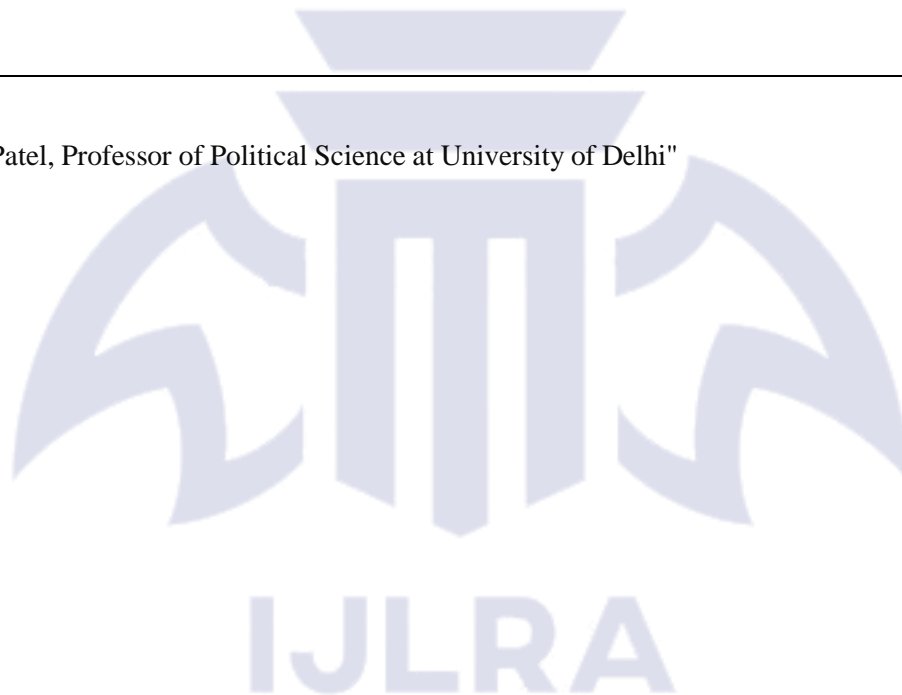 Patel, Professor of Political Science at University of Delhi"
IJLRA